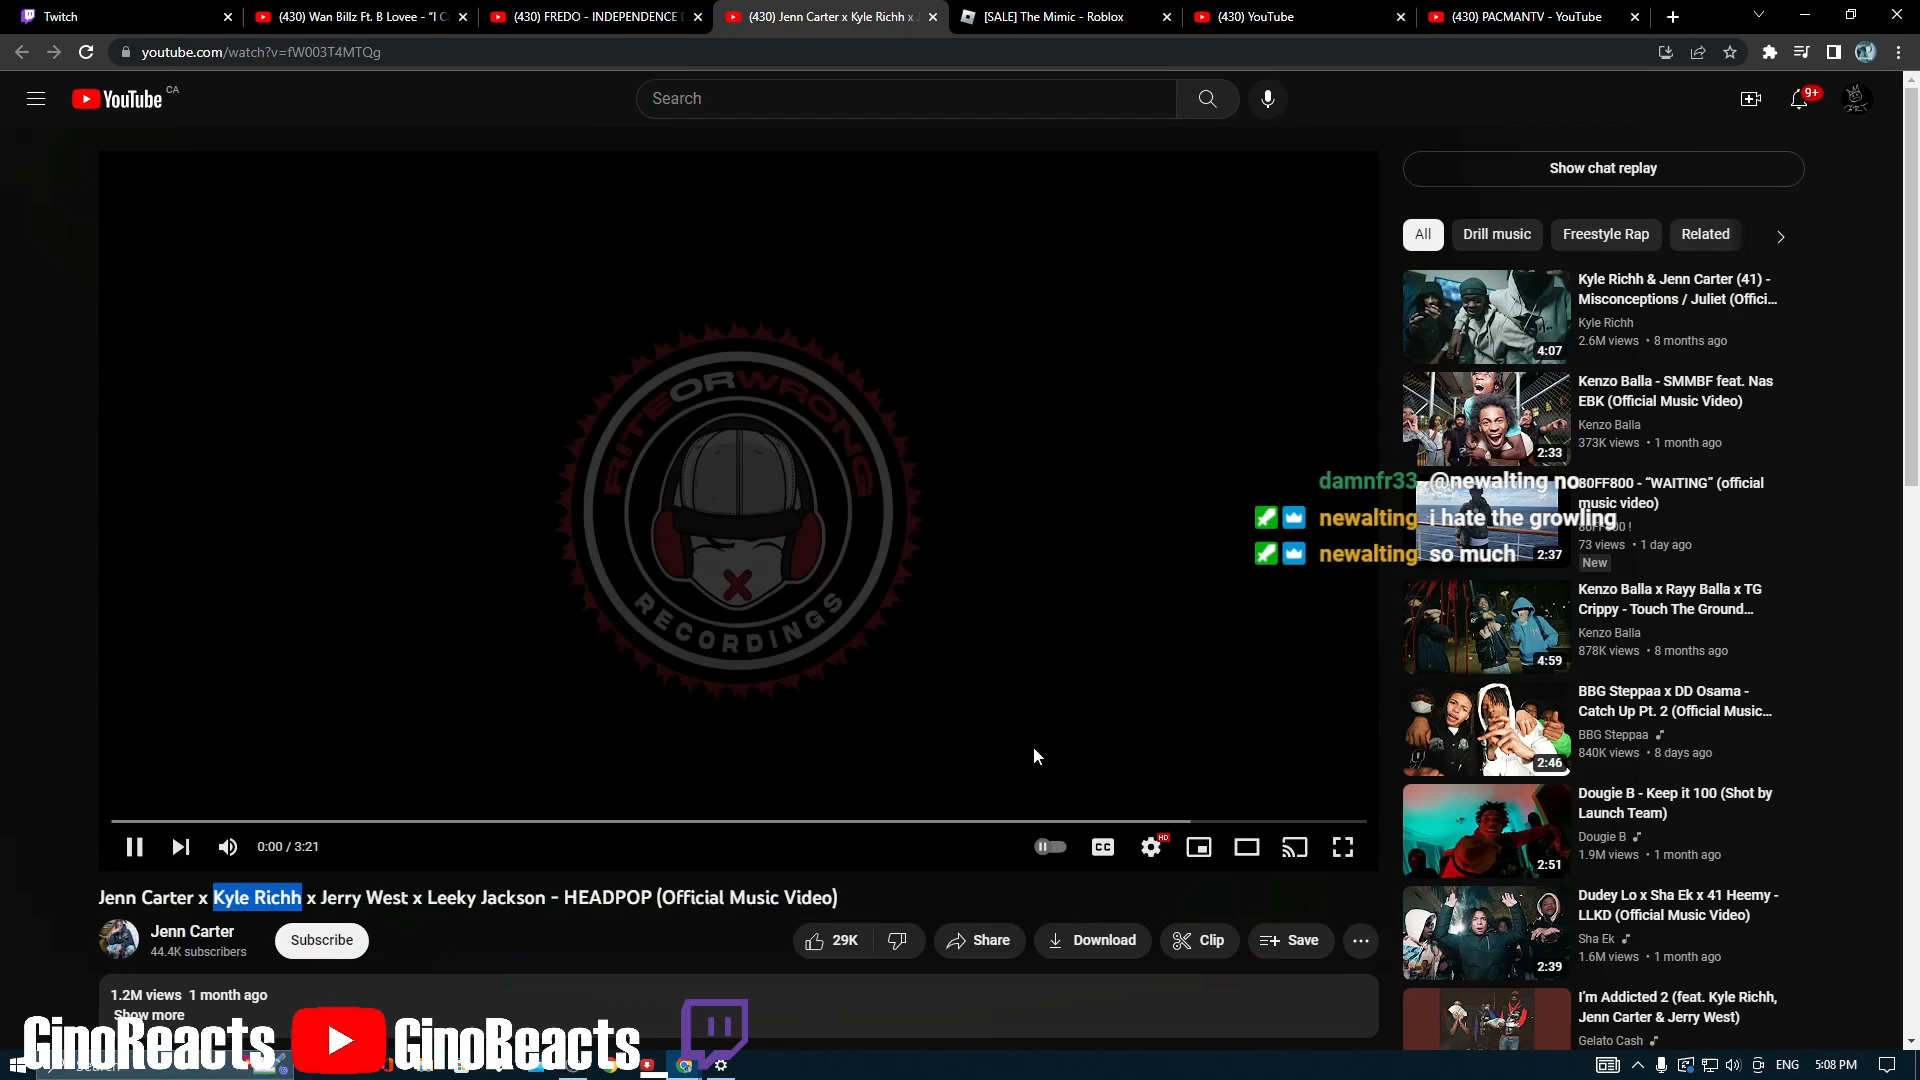 Twitch
(430) Wan Billz Ft. B Lovee - "I C
(430) FREDO - INDEPENDENCE D
(430) Jenn Carter x Kyle Richh x J
[SALE] The Mimic - Roblox
(430) YouTube
(430) PACMANTV - YouTube
youtube.com/watch?v=fW003T4MTQg
YouTube CA
Search
9+
RITEORWRONG
RECORDINGS
0:00 / 3:21
CC
HD
Jenn Carter x Kyle Richh x Jerry West x Leeky Jackson - HEADPOP (Official Music Video)
Jenn Carter
44.4K subscribers
Subscribe
29K
Share
Download
Clip
Save
1.2M views 1 month ago
Show more
Show chat replay
All
Drill music
Freestyle Rap
Related
Kyle Richh & Jenn Carter (41) -
Misconceptions / Juliet (Offici...
Kyle Richh
2.6M views • 8 months ago
4:07
Kenzo Balla - SMMBF feat. Nas
EBK (Official Music Video)
Kenzo Balla
373K views • 1 month ago
2:33
damnfr33 @newalting no
newalting i hate the growling
newalting so much
80FF800 - "WAITING" (official
music video)
73 views • 1 day ago
New
2:37
Kenzo Balla x Rayy Balla x TG
Crippy - Touch The Ground...
Kenzo Balla
878K views • 8 months ago
4:59
BBG Steppaa x DD Osama -
Catch Up Pt. 2 (Official Music...
BBG Steppaa
840K views • 8 days ago
2:46
Dougie B - Keep it 100 (Shot by
Launch Team)
Dougie B
1.9M views • 1 month ago
2:51
Dudey Lo x Sha Ek x 41 Heemy -
LLKD (Official Music Video)
Sha Ek
1.6M views • 1 month ago
2:39
I'm Addicted 2 (feat. Kyle Richh,
Jenn Carter & Jerry West)
Gelato Cash
GinoReacts
GinoReacts
ENG
5:08 PM